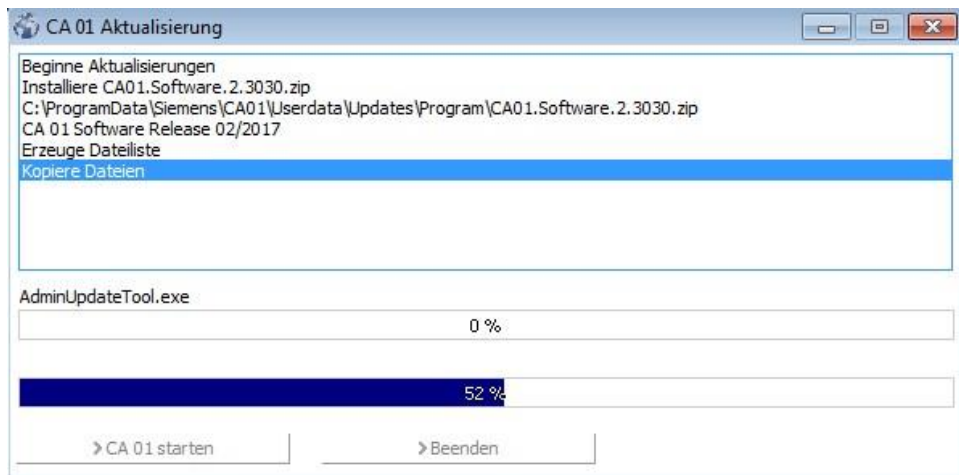 CA 01 Aktualisierung
Beginne Aktualisierungen
Installiere CA01.Software.2.3030.zip
C:\ProgramData\Siemens\CA01\Userdata\Updates\Program\CA01.Software.2.3030.zip
CA 01 Software Release 02/2017
Erzeuge Dateiliste
Kopiere Dateien
AdminUpdateTool.exe
0 %
52 %
> CA 01 starten
> Beenden